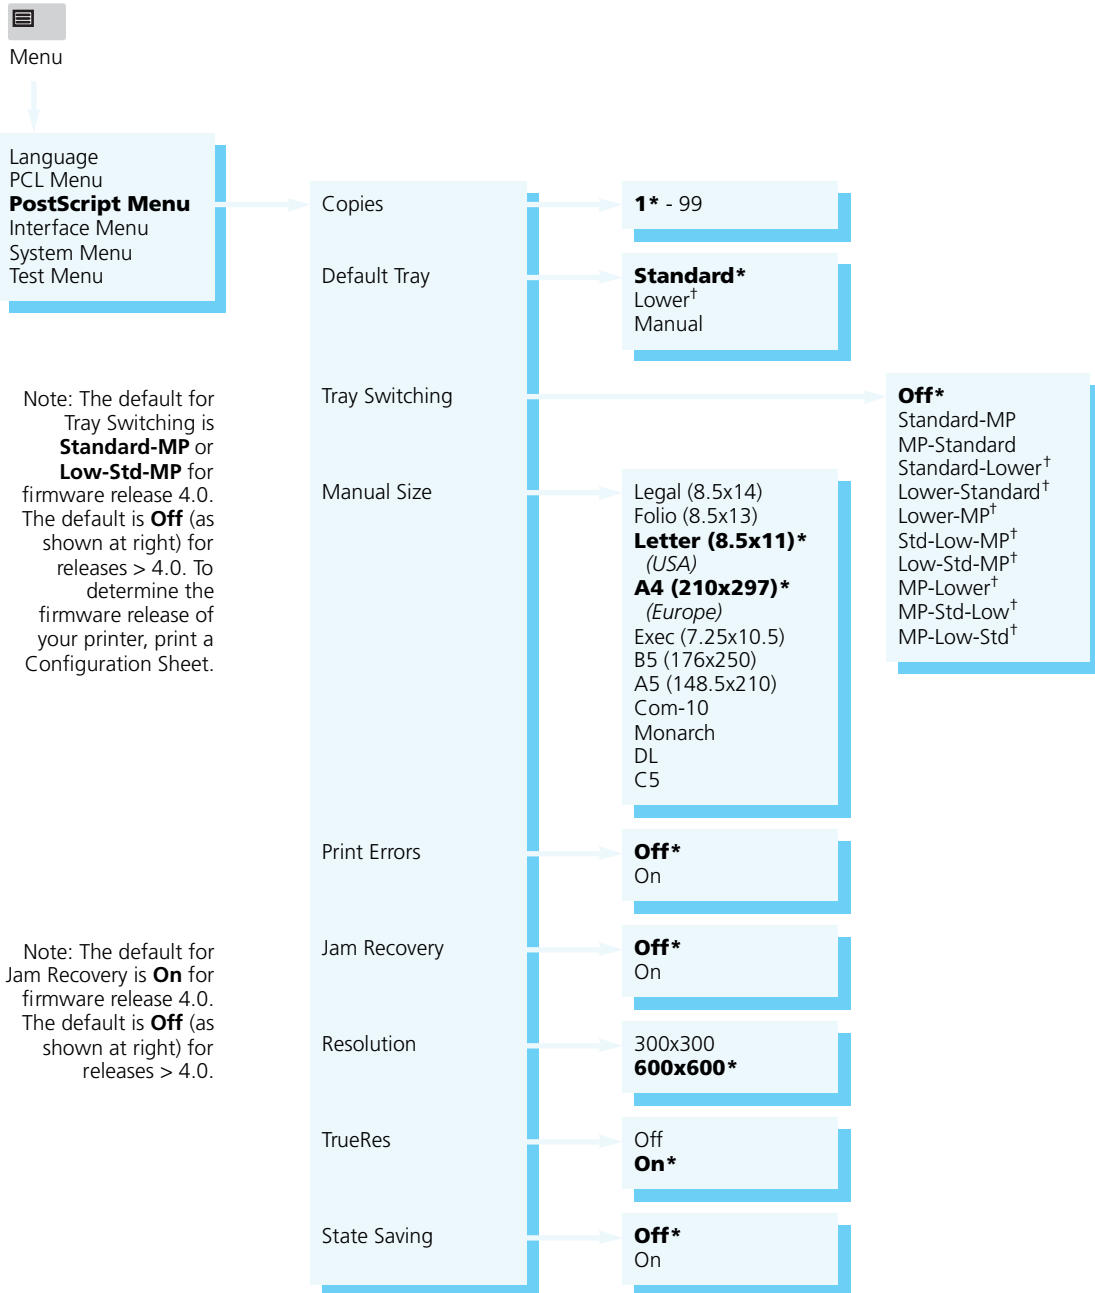 Menu
Language
PCL Menu
PostScript Menu
Interface Menu
System Menu
Test Menu
Note: The default for
Tray Switching is
Standard-MP or
Low-Std-MP for
firmware release 4.0.
The default is Off (as
shown at right) for
releases > 4.0. To
determine the
firmware release of
your printer, print a
Configuration Sheet.
Note: The default for
Jam Recovery is On for
firmware release 4.0.
The default is Off (as
shown at right) for
releases > 4.0.
Copies
1* - 99
Default Tray
Standard*
Lower†
Manual
Tray Switching
Off*
Standard-MP
MP-Standard
Standard-Lower†
Lower-Standard†
Lower-MP†
Std-Low-MP†
Low-Std-MP†
MP-Lower†
MP-Std-Low†
MP-Low-Std†
Manual Size
Legal (8.5x14)
Folio (8.5x13)
Letter (8.5x11)*
(USA)
A4 (210x297)*
(Europe)
Exec (7.25x10.5)
B5 (176x250)
A5 (148.5x210)
Com-10
Monarch
DL
C5
Print Errors
Off*
On
Jam Recovery
Off*
On
Resolution
300x300
600x600*
TrueRes
Off
On*
State Saving
Off*
On